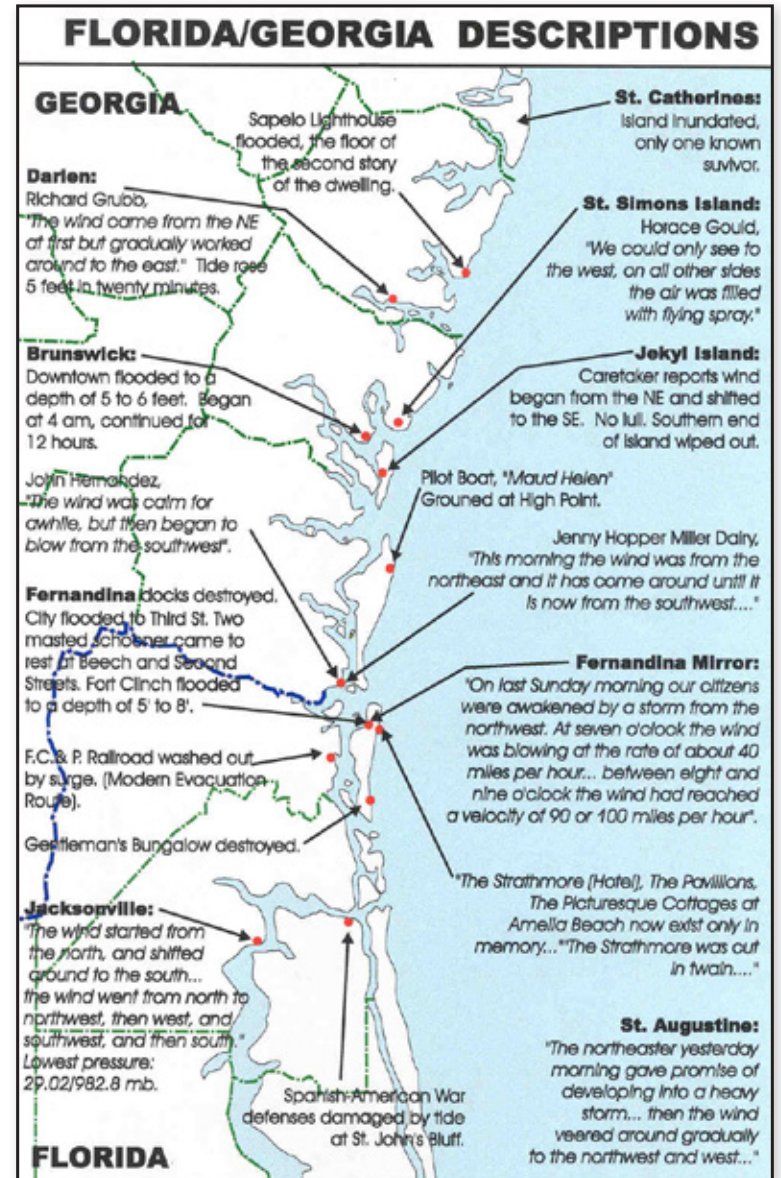 FLORIDA/GEORGIA DESCRIPTIONS
GEORGIA
Sapelo Lighthouse
flooded, the floor of
the second story
of the dwelling.
St. Catherines:
Island inundated,
only one known
suvivor.
Darien:
Richard Grubb,
"The wind came from the NE
at first but gradually worked
around to the east." Tide rose
5 feet in twenty minutes.
St. Simons Island:
Horace Gould,
"We could only see to
the west, on all other sides
the air was filled
with flying spray."
Brunswick:
Downtown flooded to a
depth of 5 to 6 feet. Began
at 4 am, continued for
12 hours.
Jekyl Island:
Caretaker reports wind
began from the NE and shifted
to the SE. No lull. Southern end
of island wiped out.
John Hernandez,
"The wind was calm for
awhile, but then began to
blow from the southwest".
Pilot Boat, "Maud Helen"
Grouned at High Point.
Jenny Hopper Miller Dairy,
"This morning the wind was from the
northeast and it has come around until it
is now from the southwest...."
Fernandina docks destroyed.
City flooded to Third St. Two
masted schooner came to
rest at Beech and Second
Streets. Fort Clinch flooded
to a depth of 5' to 8'.
Fernandina Mirror:
"On last Sunday morning our citizens
were awakened by a storm from the
northwest. At seven o'clock the wind
was blowing at the rate of about 40
miles per hour... between eight and
nine o'clock the wind had reached
a velocity of 90 or 100 miles per hour".
F.C.& P. Railroad washed out
by surge. (Modern Evacuation
Route).
Gentleman's Bungalow destroyed.
"The Strathmore (Hotel), The Pavillions,
The Picturesque Cottages at
Amelia Beach now exist only in
memory..."The Strathmore was cut
in twain...."
Jacksonville:
"The wind started from
the north, and shifted
around to the south...
the wind went from north to
northwest, then west, and
southwest, and then south."
Lowest pressure:
29.02/982.8 mb.
Spanish-American War
defenses damaged by tide
at St. John's Bluff.
St. Augustine:
"The northeaster yesterday
morning gave promise of
developing into a heavy
storm... then the wind
veered around gradually
to the northwest and west..."
FLORIDA